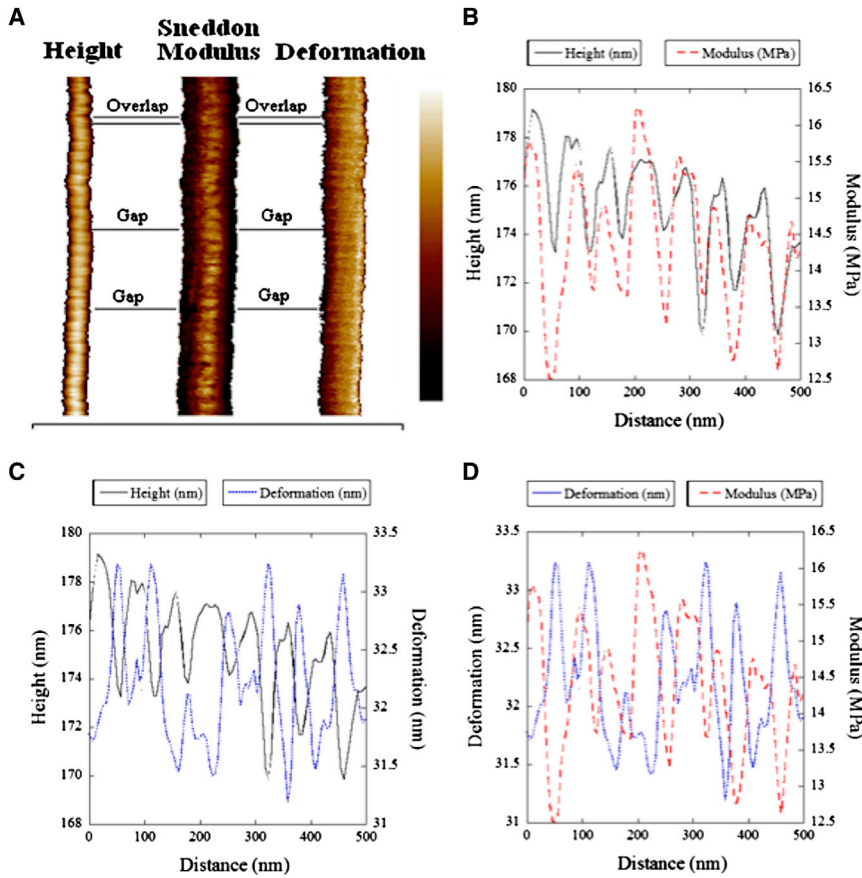 A
Height
Sneddon
Modulus
Deformation
Overlap
Overlap
Gap
Gap
Gap
Gap
B
Height (nm)
Modulus (MPa)
180
178
176
174
172
170
168
Height (nm)
16.5
16
15.5
15
14.5
14
13.5
13
12.5
Modulus (MPa)
0
100
200
300
400
500
Distance (nm)
C
Height (nm)
Deformation (nm)
180
178
176
174
172
170
168
Height (nm)
33.5
33
32.5
32
31.5
31
Deformation (nm)
0
100
200
300
400
500
Distance (nm)
D
Deformation (nm)
Modulus (MPa)
33.5
33
32.5
32
31.5
31
Deformation (nm)
16.5
16
15.5
15
14.5
14
13.5
13
12.5
Modulus (MPa)
0
100
200
300
400
500
Distance (nm)